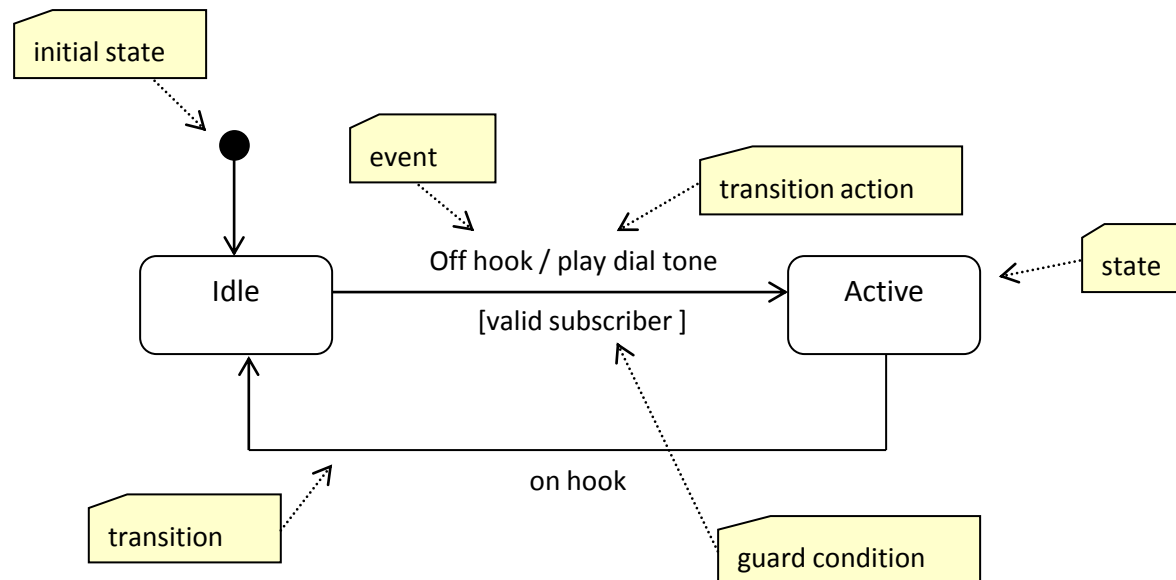 initial state
event
transition action
Off hook / play dial tone
state
Idle
Active
[valid subscriber ]
on hook
transition
guard condition